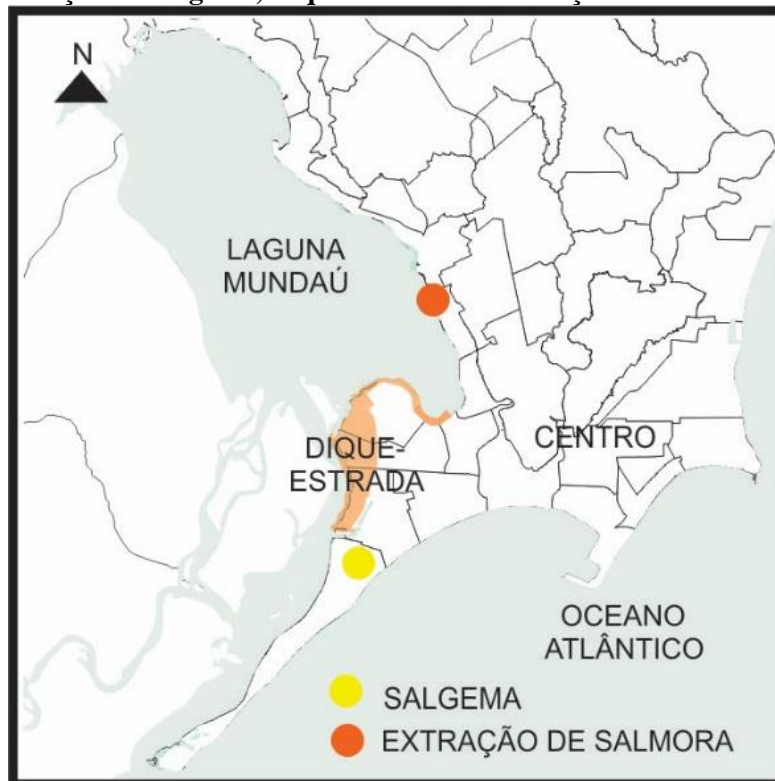 N
LAGUNA
MUNDAÚ
DIQUE-
ESTRADA
CENTRO
OCEANO
ATLÂNTICO
SALGEMA
EXTRAÇÃO DE SALMORA